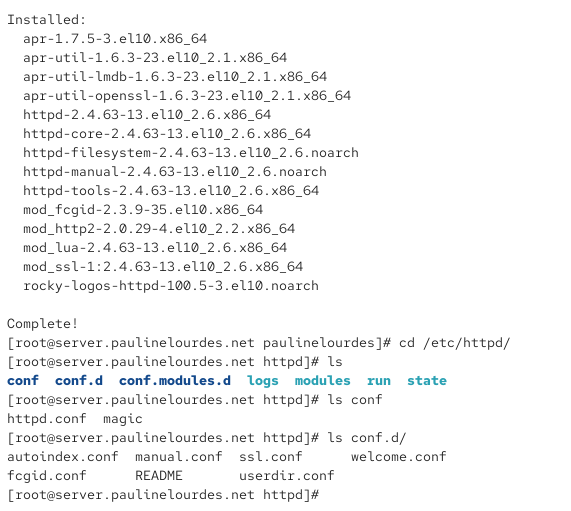 Installed:
  apr-1.7.5-3.el10.x86_64
  apr-util-1.6.3-23.el10_2.1.x86_64
  apr-util-lmdb-1.6.3-23.el10_2.1.x86_64
  apr-util-openssl-1.6.3-23.el10_2.1.x86_64
  httpd-2.4.63-13.el10_2.6.x86_64
  httpd-core-2.4.63-13.el10_2.6.x86_64
  httpd-filesystem-2.4.63-13.el10_2.6.noarch
  httpd-manual-2.4.63-13.el10_2.6.noarch
  httpd-tools-2.4.63-13.el10_2.6.x86_64
  mod_fcgid-2.3.9-35.el10.x86_64
  mod_http2-2.0.29-4.el10_2.2.x86_64
  mod_lua-2.4.63-13.el10_2.6.x86_64
  mod_ssl-1:2.4.63-13.el10_2.6.x86_64
  rocky-logos-httpd-100.5-3.el10.noarch

Complete!
[root@server.paulinelourdes.net paulinelourdes]# cd /etc/httpd/
[root@server.paulinelourdes.net httpd]# ls
conf  conf.d  conf.modules.d  logs  modules  run  state
[root@server.paulinelourdes.net httpd]# ls conf
httpd.conf  magic
[root@server.paulinelourdes.net httpd]# ls conf.d/
autoindex.conf  manual.conf  ssl.conf      welcome.conf
fcgid.conf      README       userdir.conf
[root@server.paulinelourdes.net httpd]#